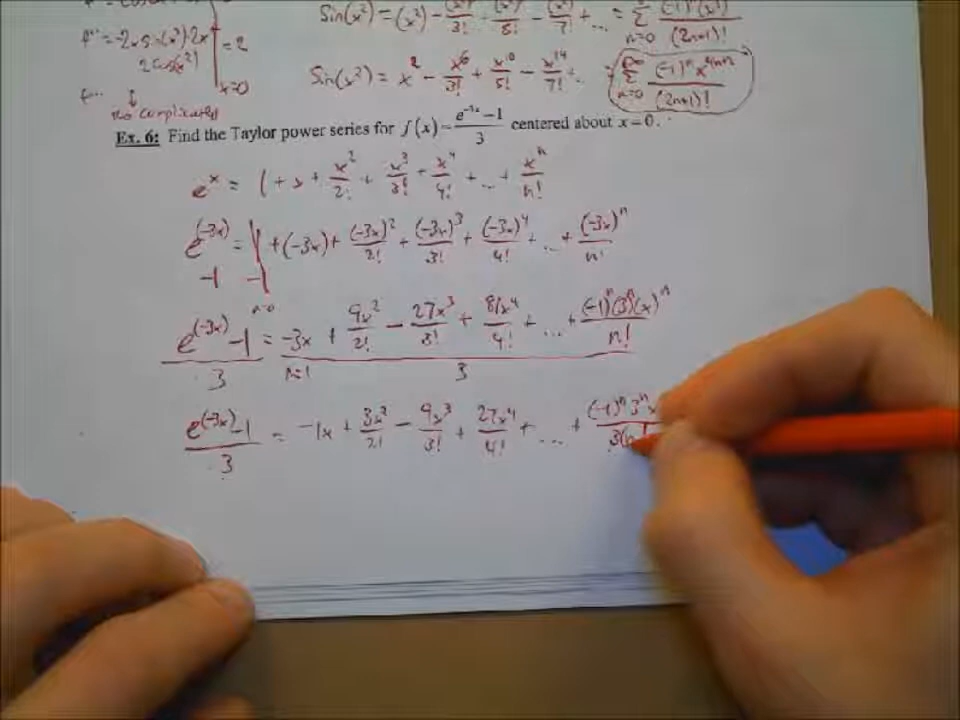 Sin(x²) = (x²) - (x²)³/3! + (x²)⁵/5! - (x²)⁷/7! + ... = Σ n=0 (-1)ⁿ(x²)/(2n+1)!
f'' = -2x sin(x²)·2x = 2
2cos(x²) x=0
Sin(x²) = x² - x⁶/3! + x¹⁰/5! - x¹⁴/7! ... = Σ n=0 ∞ (-1)ⁿ x⁴ⁿ⁺²/(2n+1)!
f''' ↓
too complicated
Ex. 6: Find the Taylor power series for f(x) = (e⁻³ˣ - 1)/3 centered about x = 0.
eˣ = 1 + x + x²/2! + x³/3! + x⁴/4! + ... + xⁿ/n!
e^(-3x) = 1 + (-3x) + (-3x)²/2! + (-3x)³/3! + (-3x)⁴/4! + ... + (-3x)ⁿ/n!
-1 -1
n=0
(e^(-3x) - 1)/3 = (-3x + 9x²/2! - 27x³/3! + 81x⁴/4! + ... + (-1)ⁿ(3)ⁿ(x)ⁿ/n!)/3
n=1
(e^(-3x) - 1)/3 = -1x + 3x²/2! - 9x³/3! + 27x⁴/4! + ... + (-1)ⁿ 3ⁿ x/3(n!